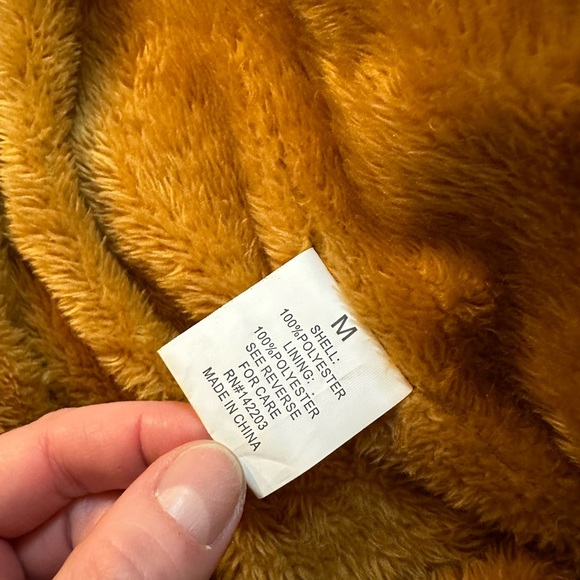 M
SHELL:
100%POLYESTER
LINING:
100%POLYESTER
SEE REVERSE
FOR CARE
RN#142203
MADE IN CHINA